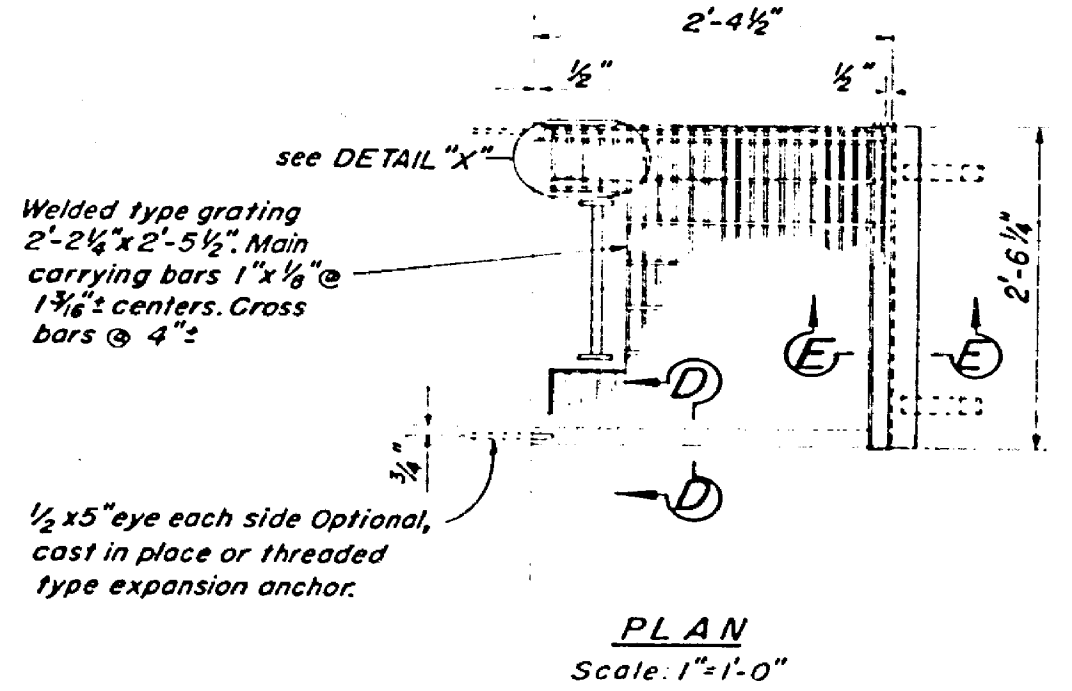 2'-4½"
½"
½"
see DETAIL "X"
Welded type grating
2'-2¼"x 2'-5½". Main
carrying bars 1"x ⅛" @
1 3/16"± centers. Cross
bars @ 4"±
2'-6¼"
E
E
D
D
¾"
½ x5"eye each side Optional,
cast in place or threaded
type expansion anchor.
PLAN
Scale: 1"=1'-0"